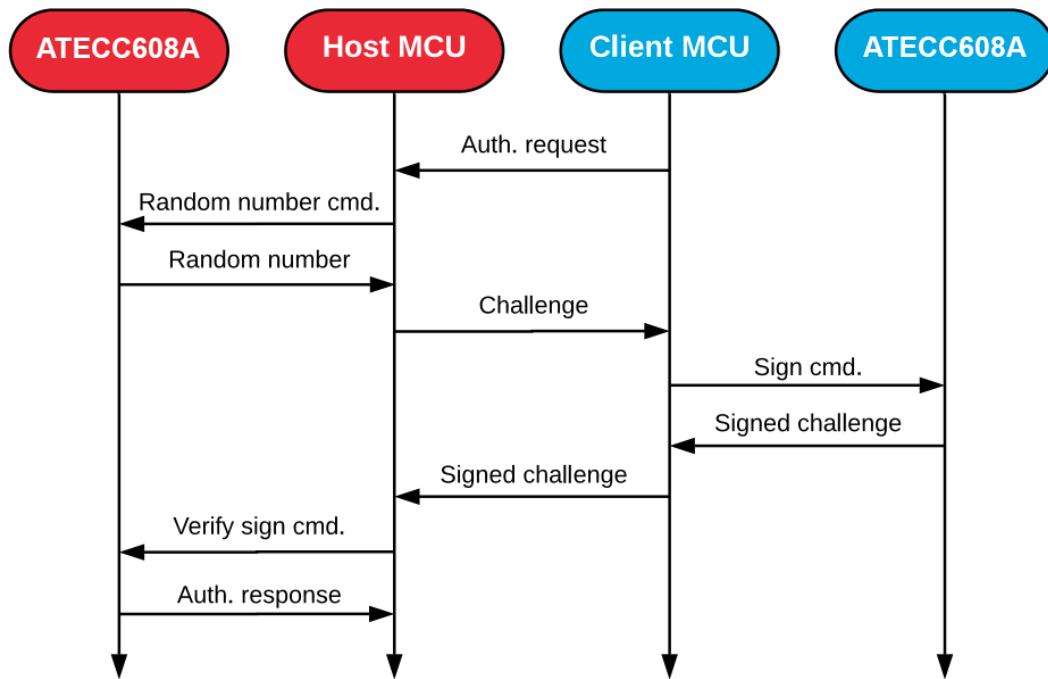 ATECC608A
Host MCU
Client MCU
ATECC608A
Auth. request
Random number cmd.
Random number
Challenge
Sign cmd.
Signed challenge
Signed challenge
Verify sign cmd.
Auth. response